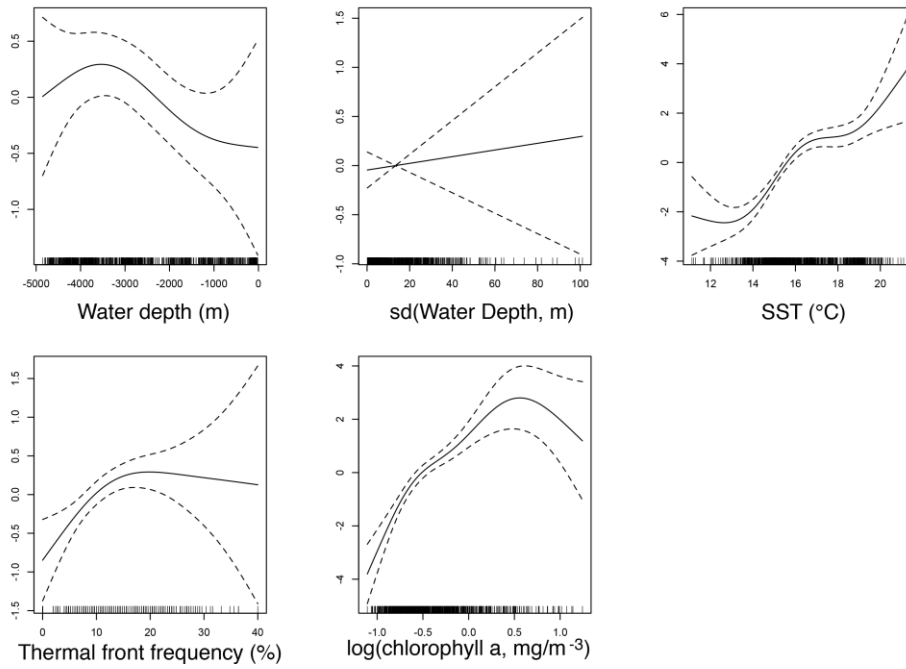 0.5
0.0
-0.5
-1.0
-5000 -4000 -3000 -2000 -1000 0
Water depth (m)
1.5
1.0
0.5
0.0
-0.5
-1.0
0 20 40 60 80 100
sd(Water Depth, m)
6
4
2
0
-2
-4
12 14 16 18 20
SST (°C)
1.5
1.0
0.5
0.0
-0.5
-1.0
-1.5
0 10 20 30 40
Thermal front frequency (%)
4
2
0
-2
-4
-1.0 -0.5 0.0 0.5 1.0
log(chlorophyll a, mg/m-3)